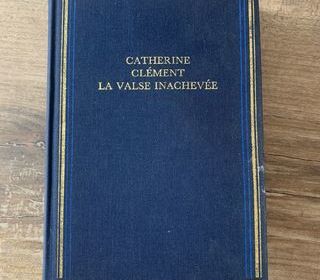 CATHERINE
CLÉMENT
LA VALSE INACHEVÉE